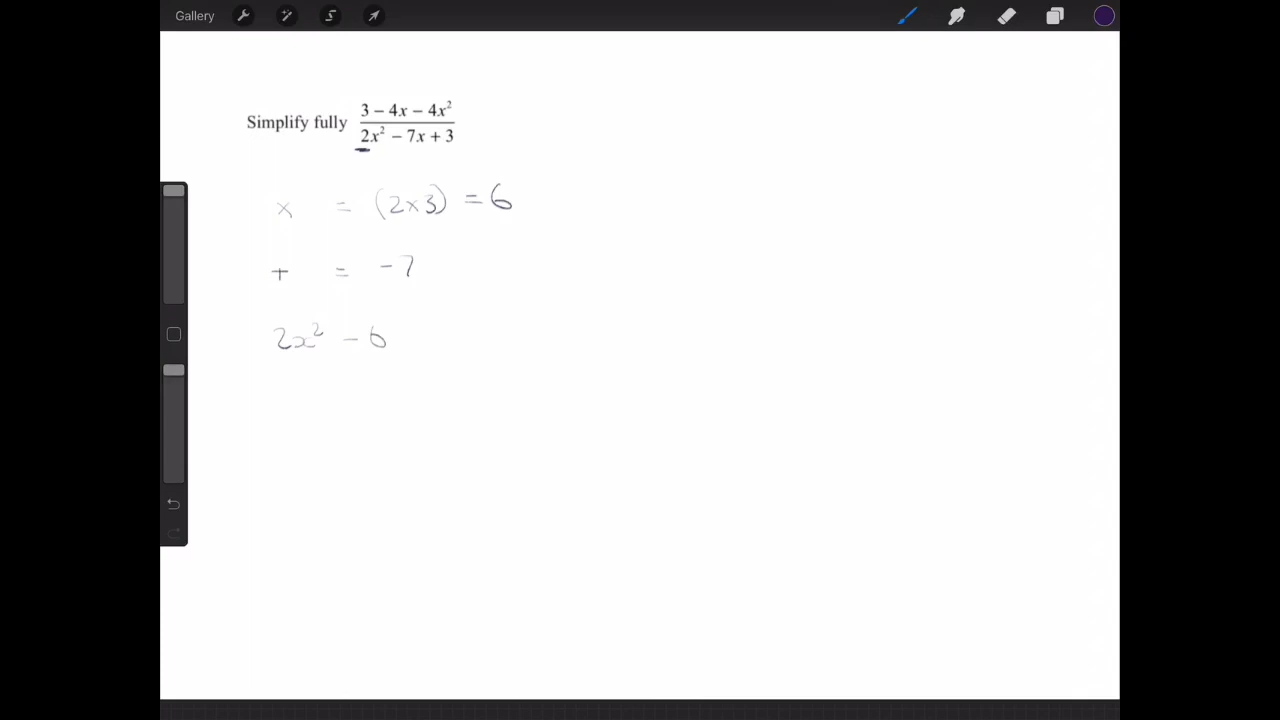 Gallery
Simplify fully (3 − 4x − 4x²)/(2x² − 7x + 3)
× = (2×3) = 6
+ = -7
2x² - 6